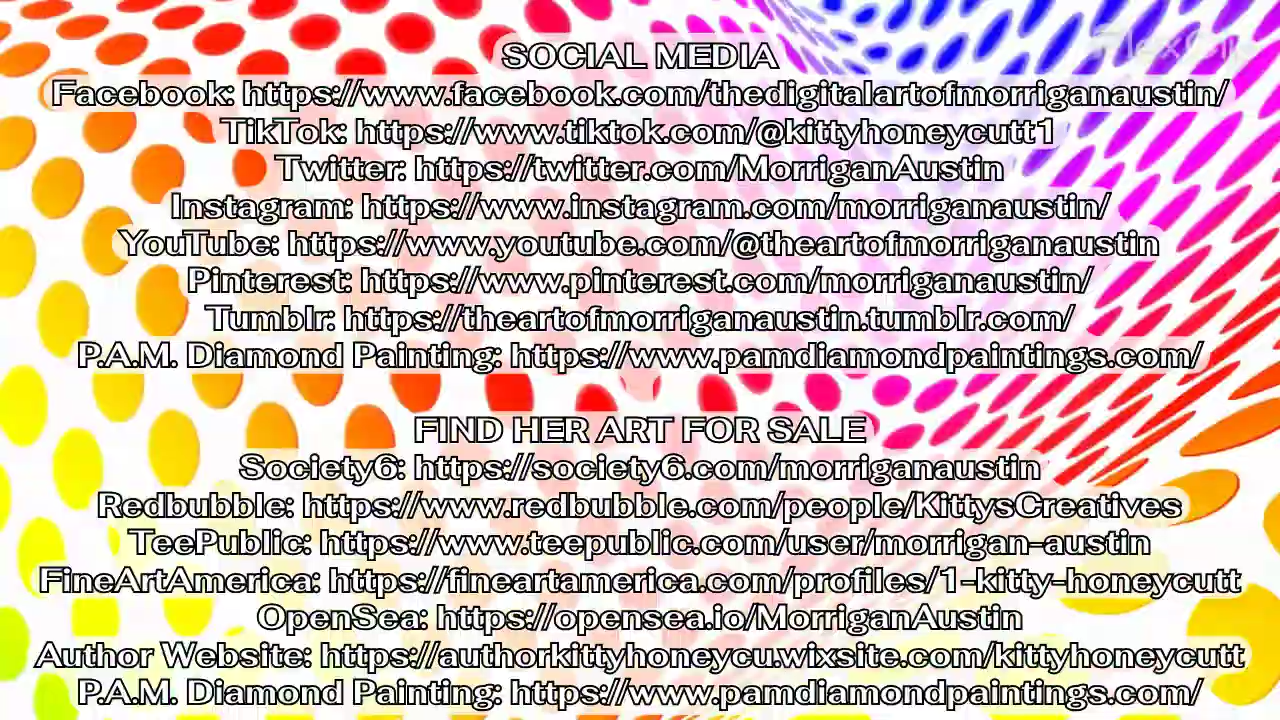 SOCIAL MEDIA
Facebook: https://www.facebook.com/thedigitalartofmorriganaustin/
TikTok: https://www.tiktok.com/@kittyhoneycutt1
Twitter: https://twitter.com/MorriganAustin
Instagram: https://www.instagram.com/morriganaustin/
YouTube: https://www.youtube.com/@theartofmorriganaustin
Pinterest: https://www.pinterest.com/morriganaustin/
Tumblr: https://theartofmorriganaustin.tumblr.com/
P.A.M. Diamond Painting: https://www.pamdiamondpaintings.com/
FIND HER ART FOR SALE
Society6: https://society6.com/morriganaustin
Redbubble: https://www.redbubble.com/people/KittysCreatives
TeePublic: https://www.teepublic.com/user/morrigan-austin
FineArtAmerica: https://fineartamerica.com/profiles/1-kitty-honeycutt
OpenSea: https://opensea.io/MorriganAustin
Author Website: https://authorkittyhoneycu.wixsite.com/kittyhoneycutt
P.A.M. Diamond Painting: https://www.pamdiamondpaintings.com/